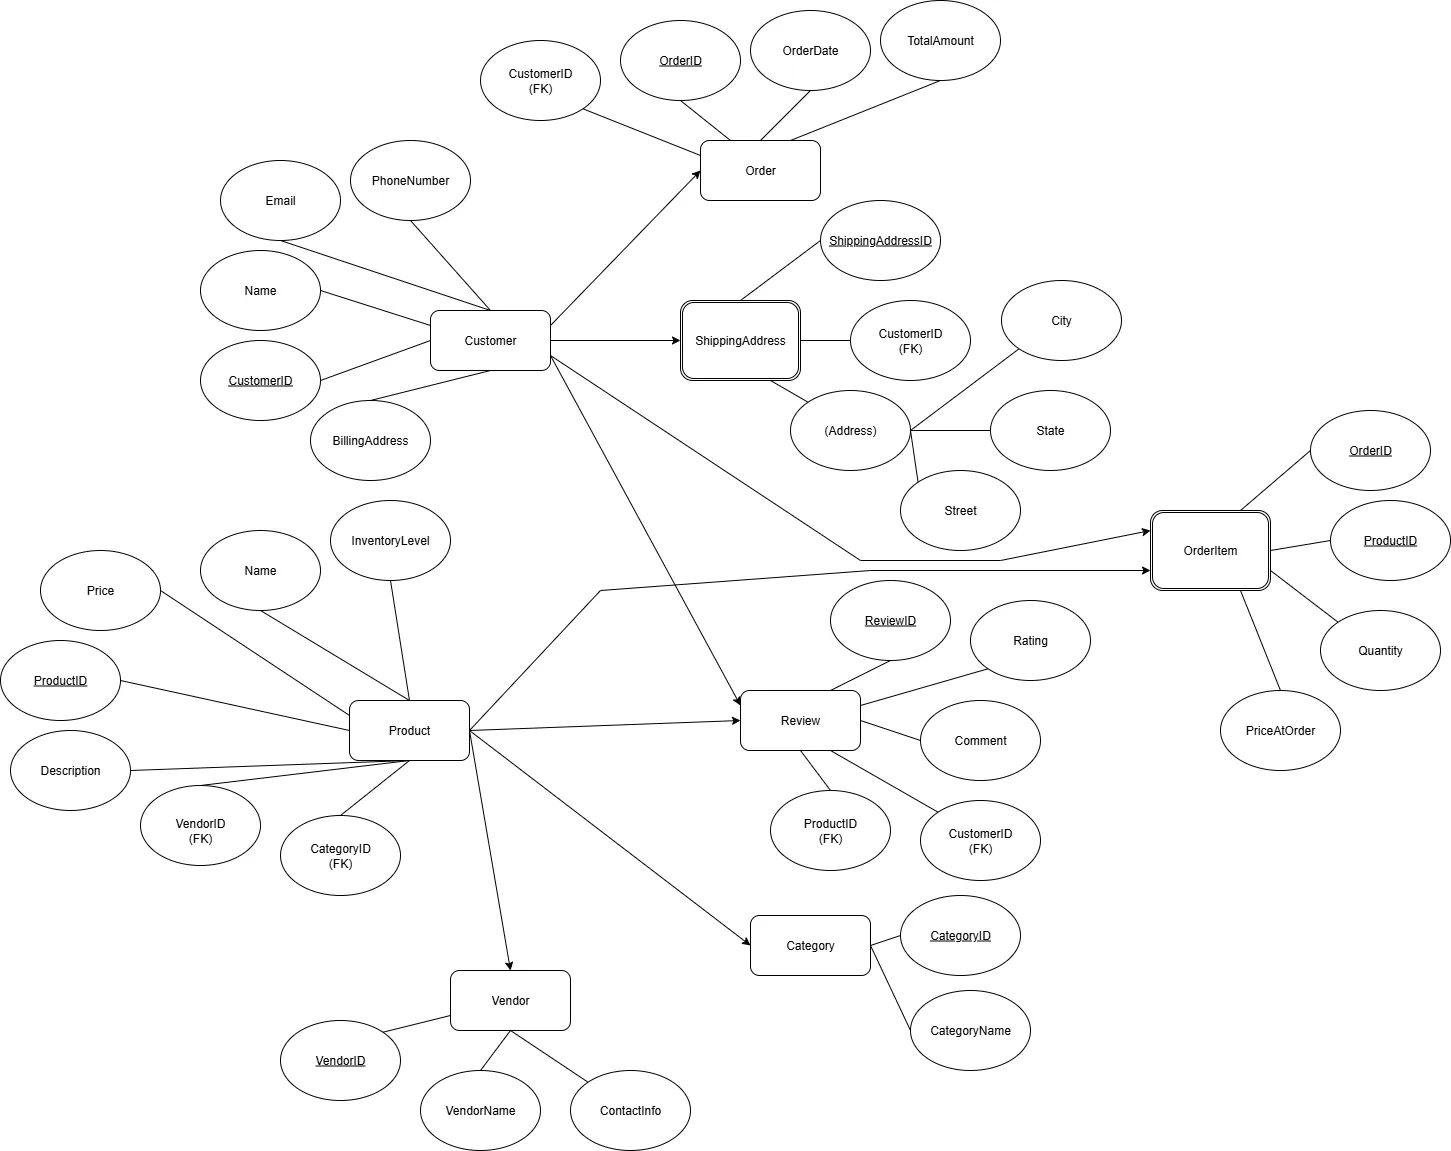 TotalAmount
OrderDate
OrderID
CustomerID
(FK)
Order
PhoneNumber
Email
ShippingAddressID
Name
City
Customer
ShippingAddress
CustomerID
(FK)
CustomerID
BillingAddress
(Address)
State
OrderID
Street
InventoryLevel
ProductID
OrderItem
Name
Price
ReviewID
Rating
Quantity
ProductID
Product
Review
Comment
PriceAtOrder
Description
VendorID
(FK)
CategoryID
(FK)
ProductID
(FK)
CustomerID
(FK)
Category
CategoryID
Vendor
CategoryName
VendorID
VendorName
ContactInfo